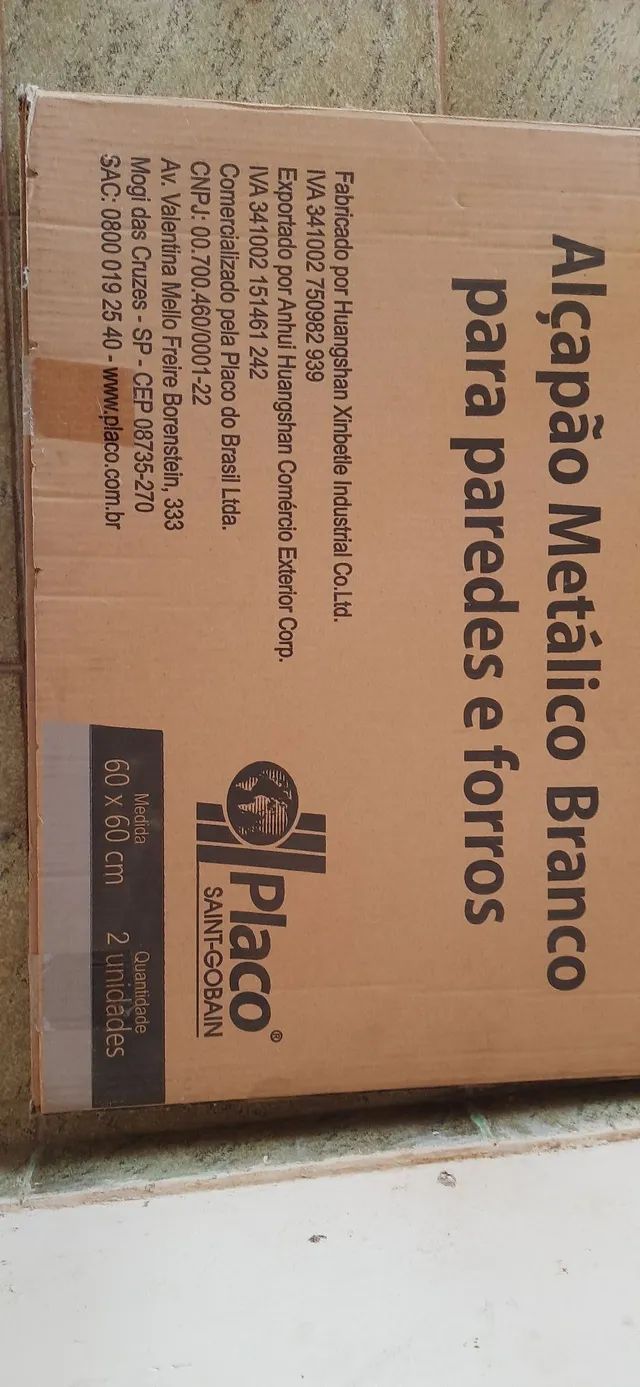 Alçapão Metálico Branco
para paredes e forros
Fabricado por Huangshan Xinbetle Industrial Co.Ltd.
IVA 341002 750982 939
Exportado por Anhui Huangshan Comércio Exterior Corp.
IVA 341002 151461 242
Comercializado pela Placo do Brasil Ltda.
CNPJ: 00.700.460/0001-22
Av. Valentina Mello Freire Borenstein, 333
Mogi das Cruzes - SP - CEP 08735-270
SAC: 0800 019 25 40 - www.placo.com.br
Placo®
SAINT-GOBAIN
Medida Quantidade
60 x 60 cm 2 unidades